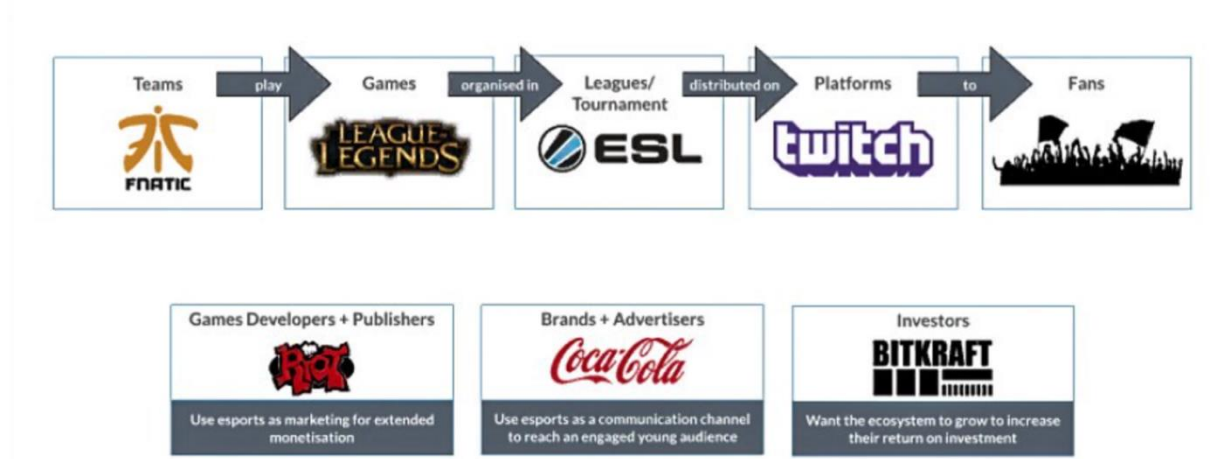 Teams
play
Games
organised in
Leagues/
Tournament
distributed on
Platforms
to
Fans
FNATIC
LEAGUE OF
LEGENDS
ESL
twitch
Games Developers + Publishers
RIOT
Use esports as marketing for extended
monetisation
Brands + Advertisers
Coca-Cola
Use esports as a communication channel
to reach an engaged young audience
Investors
BITKRAFT
Want the ecosystem to grow to increase
their return on investment